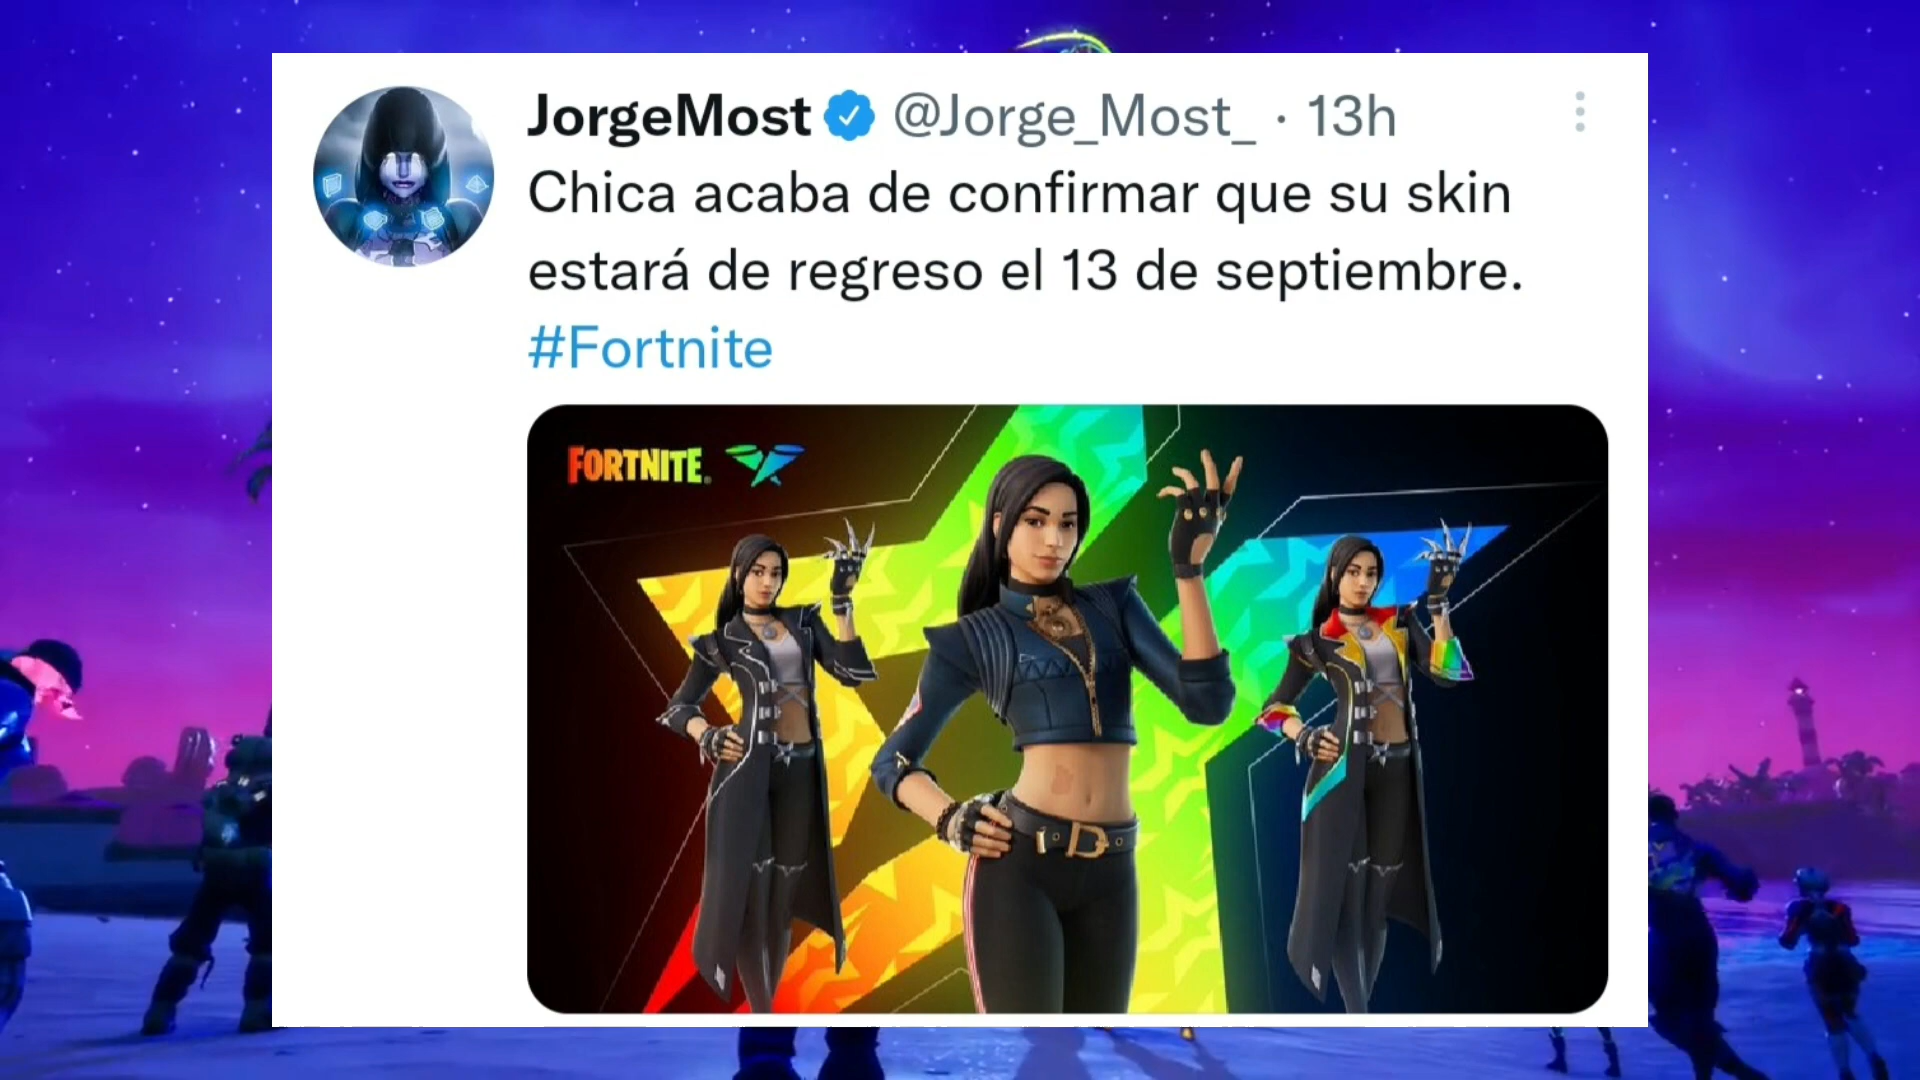 JorgeMost @Jorge_Most_ · 13h
Chica acaba de confirmar que su skin
estará de regreso el 13 de septiembre.
#Fortnite
FORTNITE